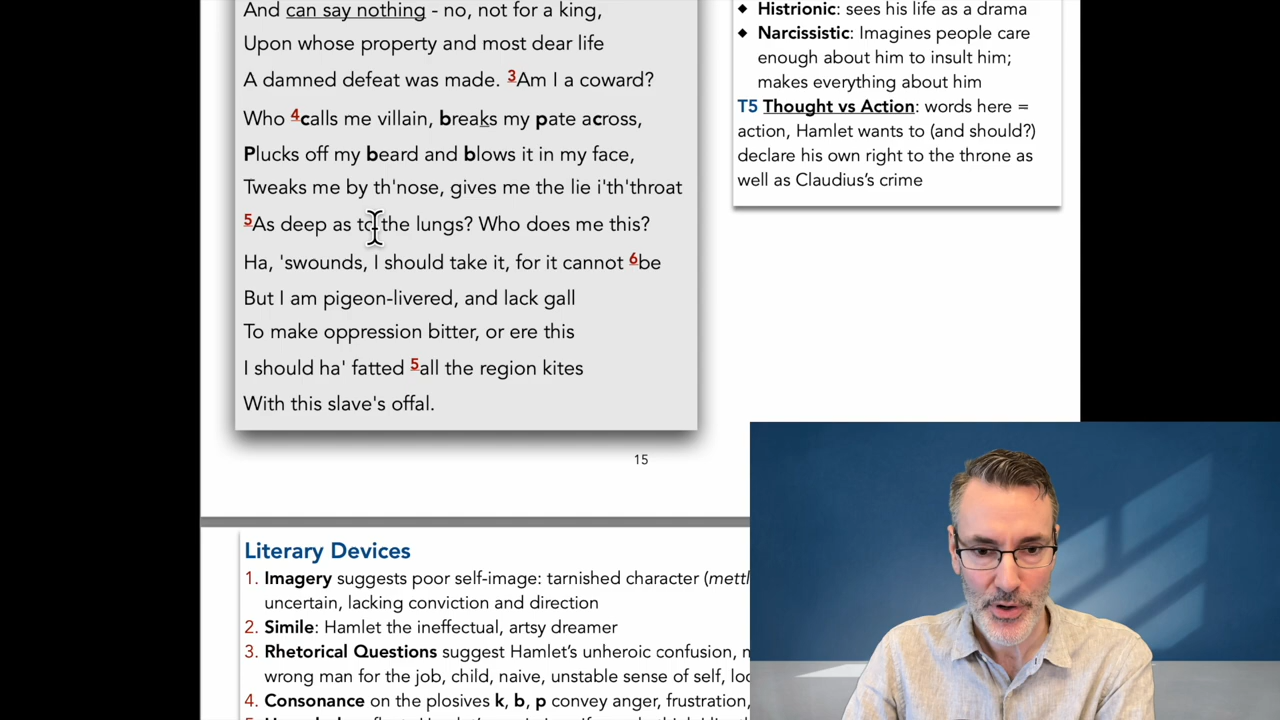 And can say nothing - no, not for a king,
Upon whose property and most dear life
A damned defeat was made. 3Am I a coward?
Who 4calls me villain, breaks my pate across,
Plucks off my beard and blows it in my face,
Tweaks me by th'nose, gives me the lie i'th'throat
5As deep as to the lungs? Who does me this?
Ha, 'swounds, I should take it, for it cannot 6be
But I am pigeon-livered, and lack gall
To make oppression bitter, or ere this
I should ha' fatted 5all the region kites
With this slave's offal.
15
◆ Histrionic: sees his life as a drama
◆ Narcissistic: Imagines people care
enough about him to insult him;
makes everything about him
T5 Thought vs Action: words here =
action, Hamlet wants to (and should?)
declare his own right to the throne as
well as Claudius's crime
Literary Devices
1. Imagery suggests poor self-image: tarnished character (mettl
uncertain, lacking conviction and direction
2. Simile: Hamlet the ineffectual, artsy dreamer
3. Rhetorical Questions suggest Hamlet's unheroic confusion,
wrong man for the job, child, naive, unstable sense of self,
4. Consonance on the plosives k, b, p convey anger, frustration,